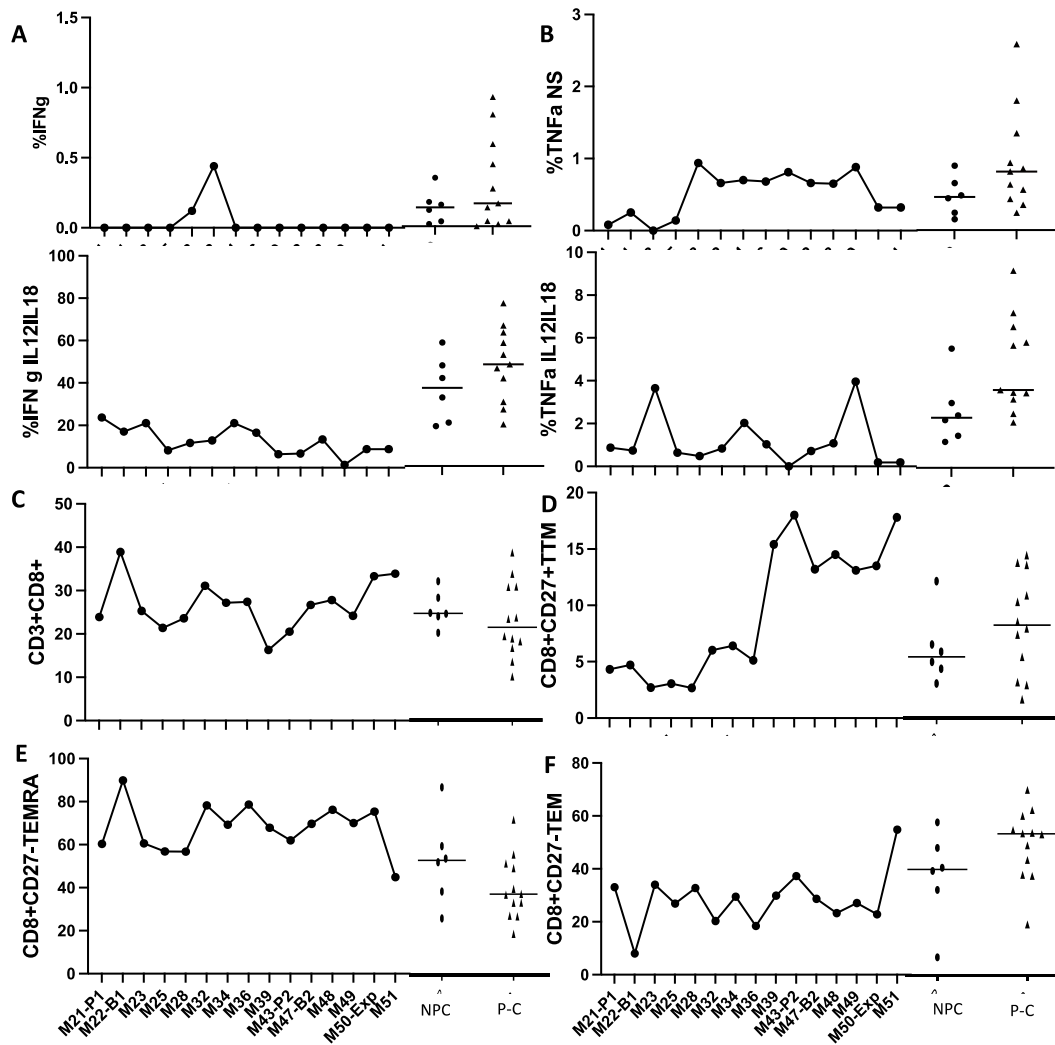 A
%IFNg
1.5
1.0
0.5
0.0
B
%TNFa NS
3
2
1
0
%IFN g IL12IL18
100
80
60
40
20
0
%TNFa IL12IL18
10
8
6
4
2
0
C
CD3+CD8+
50
40
30
20
10
0
D
CD8+CD27+TTM
20
15
10
5
0
E
CD8+CD27-TEMRA
100
80
60
40
20
0
M21-P1
M22-B1
M23
M25
M28
M32
M34
M36
M39
M43-P2
M47-B2
M48
M49
M50-Exp
M51
NPC
P-C
F
CD8+CD27-TEM
80
60
40
20
0
M21-P1
M22-B1
M23
M25
M28
M32
M34
M36
M39
M43-P2
M47-B2
M48
M49
M50-Exp
M51
NPC
P-C